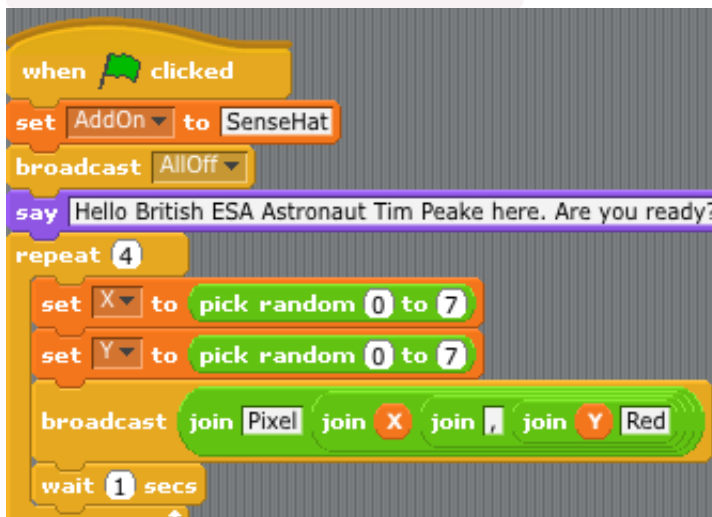 when clicked
set AddOn to SenseHat
broadcast AllOff
say Hello British ESA Astronaut Tim Peake here. Are you ready?
repeat 4
set X to pick random 0 to 7
set Y to pick random 0 to 7
broadcast join Pixel join X join , join Y Red
wait 1 secs